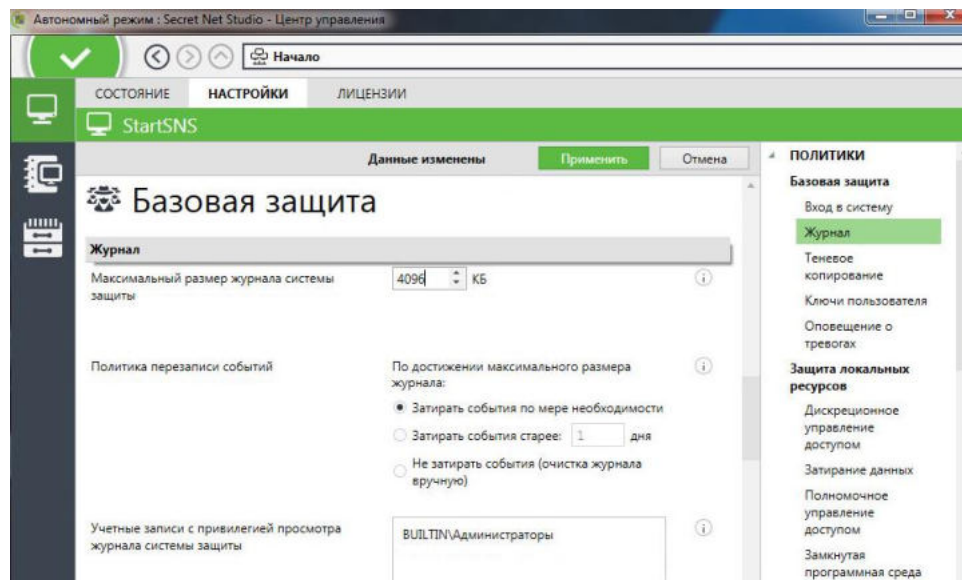 Автономный режим : Secret Net Studio - Центр управления
Начало
СОСТОЯНИЕ НАСТРОЙКИ ЛИЦЕНЗИИ
StartSNS
Данные изменены Применить Отмена
Базовая защита
Журнал
Максимальный размер журнала системы
защиты
4096 КБ
Политика перезаписи событий
По достижении максимального размера
журнала:
Затирать события по мере необходимости
Затирать события старее: 1 дня
Не затирать события (очистка журнала
вручную)
Учетные записи с привилегией просмотра
журнала системы защиты
BUILTIN\Администраторы
ПОЛИТИКИ
Базовая защита
Вход в систему
Журнал
Теневое
копирование
Ключи пользователя
Оповещение о
тревогах
Защита локальных
ресурсов
Дискреционное
управление
доступом
Затирание данных
Полномочное
управление
доступом
Замкнутая
программная среда